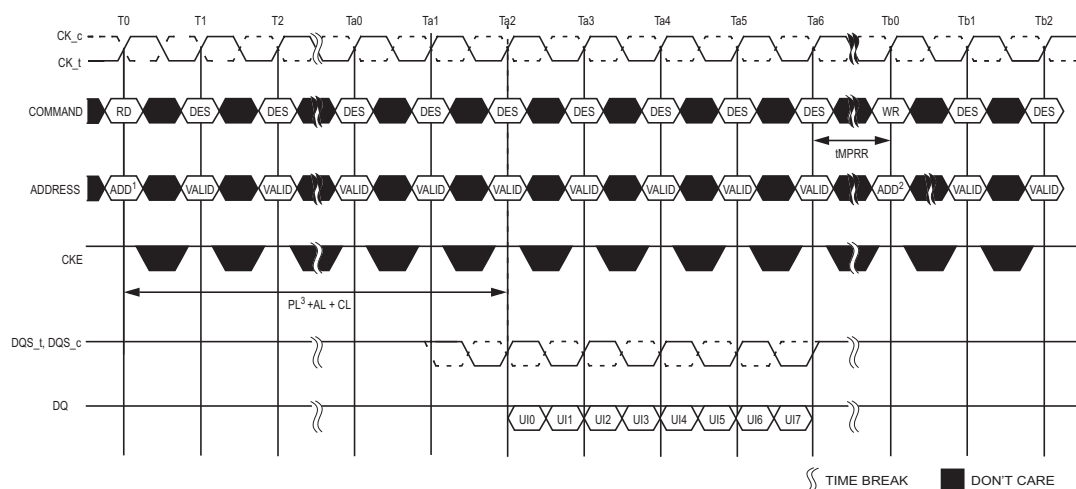 T0 T1 T2 Ta0 Ta1 Ta2 Ta3 Ta4 Ta5 Ta6 Tb0 Tb1 Tb2
CK_c
CK_t
COMMAND RD DES DES DES DES DES DES DES DES DES WR DES DES
tMPRR
ADDRESS ADD¹ VALID VALID VALID VALID VALID VALID VALID VALID VALID ADD² VALID VALID
CKE
PL³ +AL + CL
DQS_t, DQS_c
DQ UI0 UI1 UI2 UI3 UI4 UI5 UI6 UI7
TIME BREAK DON'T CARE